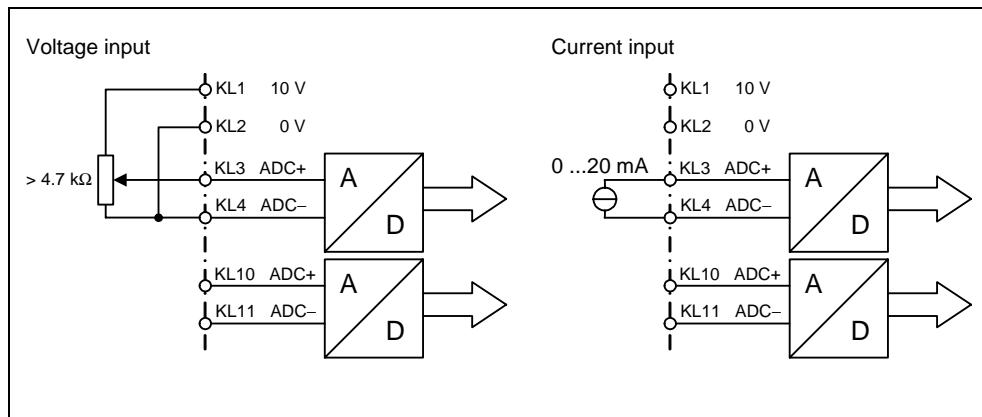 Voltage input
KL1 10 V
KL2 0 V
> 4.7 kΩ
KL3 ADC+
KL4 ADC−
A
D
KL10 ADC+
KL11 ADC−
A
D
Current input
KL1 10 V
KL2 0 V
0 ...20 mA
KL3 ADC+
KL4 ADC−
A
D
KL10 ADC+
KL11 ADC−
A
D